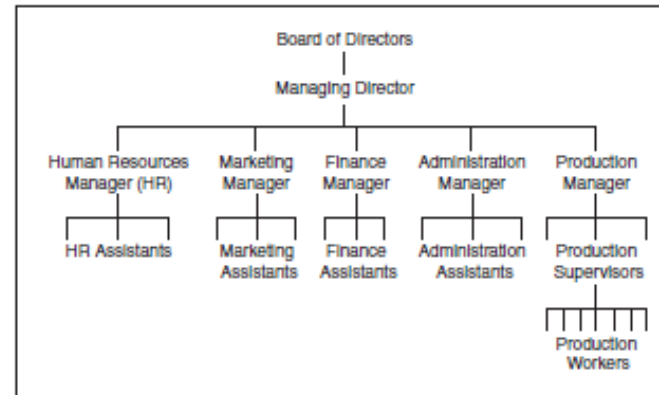 Board of Directors
Managing Director
Human Resources
Manager (HR)
Marketing
Manager
Finance
Manager
Administration
Manager
Production
Manager
HR Assistants
Marketing
Assistants
Finance
Assistants
Administration
Assistants
Production
Supervisors
Production
Workers